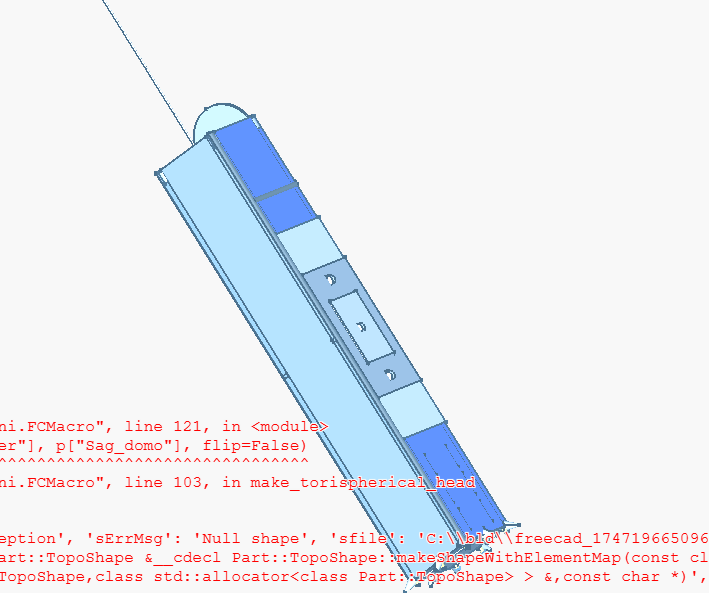 ni.FCMacro", line 121, in <module>
er"], p["Sag_domo"], flip=False)
^^^^^^^^^^^^^^^^^^^^^^^^^^^^^^^^^
ni.FCMacro", line 103, in make_torispherical_head
eption', 'sErrMsg': 'Null shape', 'sfile': 'C:\\bld\\freecad_174719665096
art::TopoShape &__cdecl Part::TopoShape::makeShapeWithElementMap(const cl
TopoShape,class std::allocator<class Part::TopoShape> > &,const char *)',